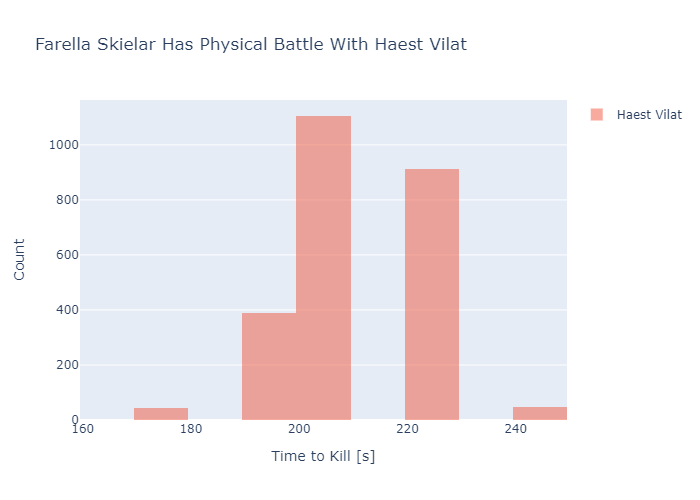 Farella Skielar Has Physical Battle With Haest Vilat
Haest Vilat
1000
800
600
400
200
0
Count
160
180
200
220
240
Time to Kill [s]